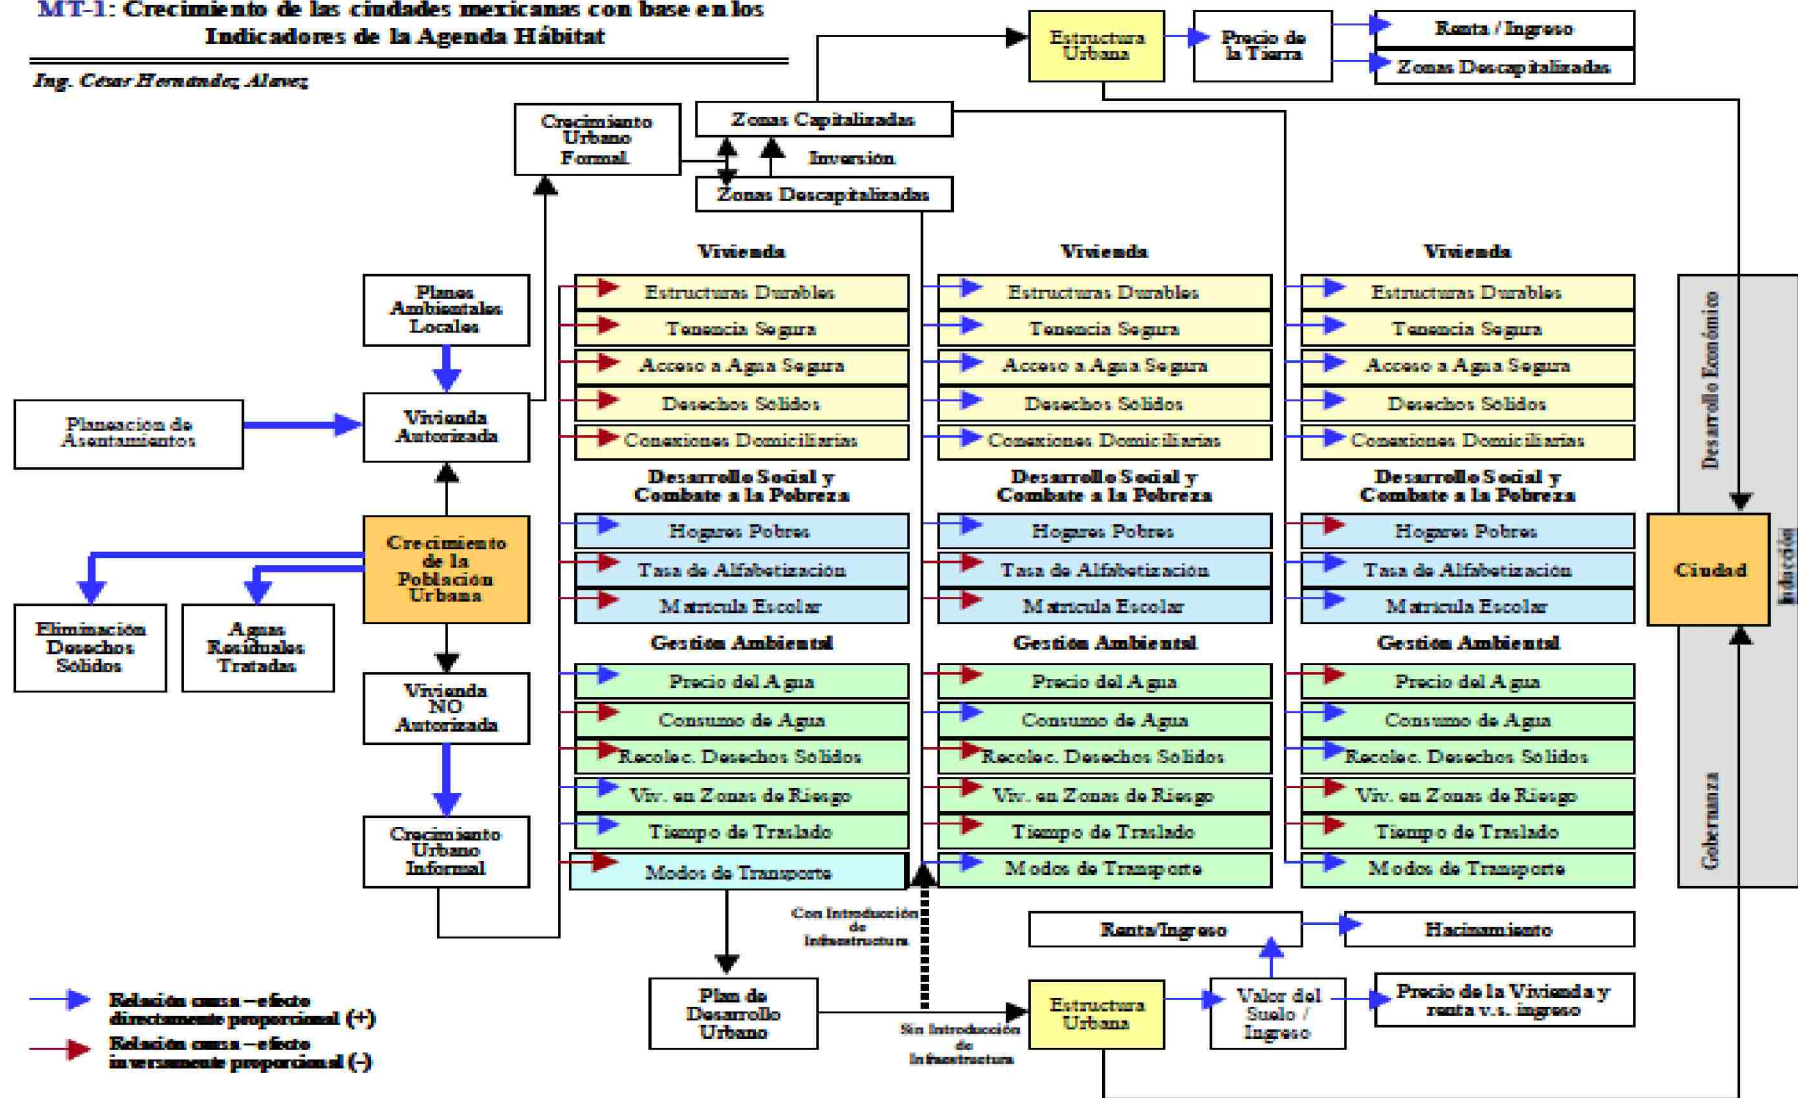 MT-1: Crecimiento de las ciudades mexicanas con base en los
Indicadores de la Agenda Hábitat
Ing. César Hernández Alavez
Estructura
Urbana
Precio de
la Tierra
Renta / Ingreso
Zonas Descapitalizadas
Crecimiento
Urbano
Formal
Zonas Capitalizadas
Inversión
Zonas Descapitalizadas
Planes
Ambientales
Locales
Planeación de
Asentamientos
Vivienda
Autorizada
Crecimiento
de la
Población
Urbana
Eliminación
Desechos
Sólidos
Aguas
Residuales
Tratadas
Vivienda
NO
Autorizada
Crecimiento
Urbano
Informal
Vivienda
Estructuras Durables
Tenencia Segura
Acceso a Agua Segura
Desechos Sólidos
Conexiones Domiciliarias
Desarrollo Social y
Combate a la Pobreza
Hogares Pobres
Tasa de Alfabetización
Matrícula Escolar
Gestión Ambiental
Precio del Agua
Consumo de Agua
Recolec. Desechos Sólidos
Viv. en Zonas de Riesgo
Tiempo de Traslado
Modos de Transporte
Vivienda
Estructuras Durables
Tenencia Segura
Acceso a Agua Segura
Desechos Sólidos
Conexiones Domiciliarias
Desarrollo Social y
Combate a la Pobreza
Hogares Pobres
Tasa de Alfabetización
Matrícula Escolar
Gestión Ambiental
Precio del Agua
Consumo de Agua
Recolec. Desechos Sólidos
Viv. en Zonas de Riesgo
Tiempo de Traslado
Modos de Transporte
Vivienda
Estructuras Durables
Tenencia Segura
Acceso a Agua Segura
Desechos Sólidos
Conexiones Domiciliarias
Desarrollo Social y
Combate a la Pobreza
Hogares Pobres
Tasa de Alfabetización
Matrícula Escolar
Gestión Ambiental
Precio del Agua
Consumo de Agua
Recolec. Desechos Sólidos
Viv. en Zonas de Riesgo
Tiempo de Traslado
Modos de Transporte
Desarrollo Económico
Ciudad
Inducción
Gobernanza
Con Introducción
de
Infraestructura
Plan de
Desarrollo
Urbano
Sin Introducción
de
Infraestructura
Estructura
Urbana
Renta/Ingreso
Hacinamiento
Valor del
Suelo /
Ingreso
Precio de la Vivienda y
renta v.s. ingreso
Relación causa – efecto
directamente proporcional (+)
Relación causa – efecto
inversamente proporcional (-)